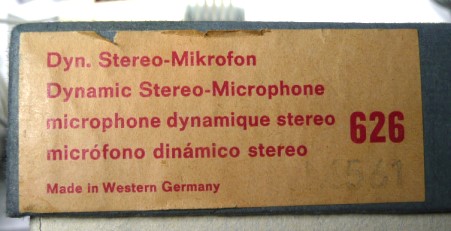 Dyn. Stereo-Mikrofon
Dynamic Stereo-Microphone
microphone dynamique stereo 626
micrófono dinámico stereo
Made in Western Germany